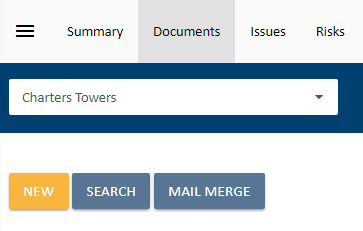 Summary Documents Issues Risks
Charters Towers
NEW SEARCH MAIL MERGE